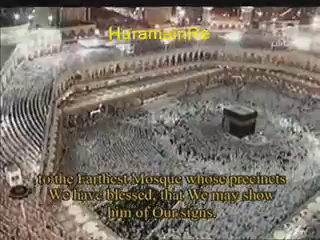 HaramainRe
to the Farthest Mosque whose precincts
We have blessed, that We may show
him of Our signs.